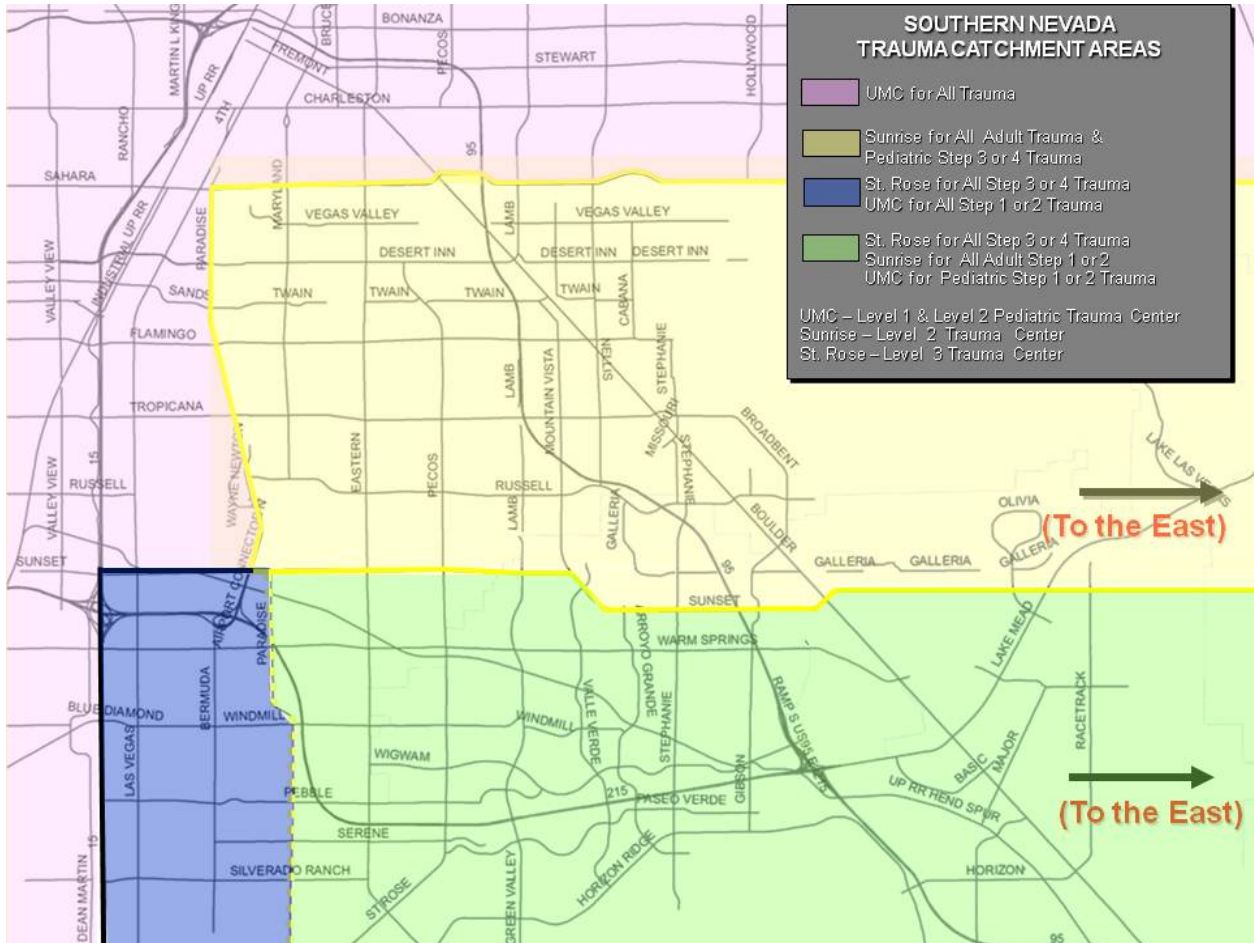 SOUTHERN NEVADA
TRAUMA CATCHMENT AREAS
UMC for All Trauma
Sunrise for All Adult Trauma &
Pediatric Step 3 or 4 Trauma
St. Rose for All Step 3 or 4 Trauma
UMC for All Step 1 or 2 Trauma
St. Rose for All Step 3 or 4 Trauma
Sunrise for All Adult Step 1 or 2
UMC for Pediatric Step 1 or 2 Trauma
UMC – Level 1 & Level 2 Pediatric Trauma Center
Sunrise – Level 2 Trauma Center
St. Rose – Level 3 Trauma Center
BONANZA
MARTIN L KING
BRUCE
PECOS
HOLLYWOOD
FREMONT
STEWART
UP RR
4TH
CHARLESTON
RANCHO
95
SAHARA
MARYLAND
LAMB
VEGAS VALLEY
VEGAS VALLEY
INDUSTRIAL UP RR
PARADISE
DESERT INN
DESERT INN
DESERT INN
VALLEY VIEW
SANDS
TWAIN
TWAIN
TWAIN
TWAIN
CABANA
FLAMINGO
NELLIS
STEPHANIE
LAMB
MOUNTAIN VISTA
TROPICANA
MISSOURI
BROADBENT
STEPHANIE
15
VALLEY VIEW
WAYNE NEWTON
EASTERN
PECOS
LAKE LAS VEGAS
RUSSELL
RUSSELL
LAMB
GALLERIA
BOULDER
OLIVIA
(To the East)
SUNSET
AIRPORT CONNECTOR
95
GALLERIA
GALLERIA
GALLERIA
SUNSET
PARADISE
WARM SPRINGS
ARROYO GRANDE
LAKE MEAD
BERMUDA
VALLE VERDE
STEPHANIE
RAMP S US95 E 215
RACETRACK
BLUE DIAMOND
WINDMILL
WINDMILL
LAS VEGAS
WIGWAM
GIBSON
BASIC
MAJOR
PEBBLE
215
PASEO VERDE
UP RR HEND SPUR
(To the East)
SERENE
15
SILVERADO RANCH
HORIZON RIDGE
HORIZON
DEAN MARTIN
ST ROSE
GREEN VALLEY
95